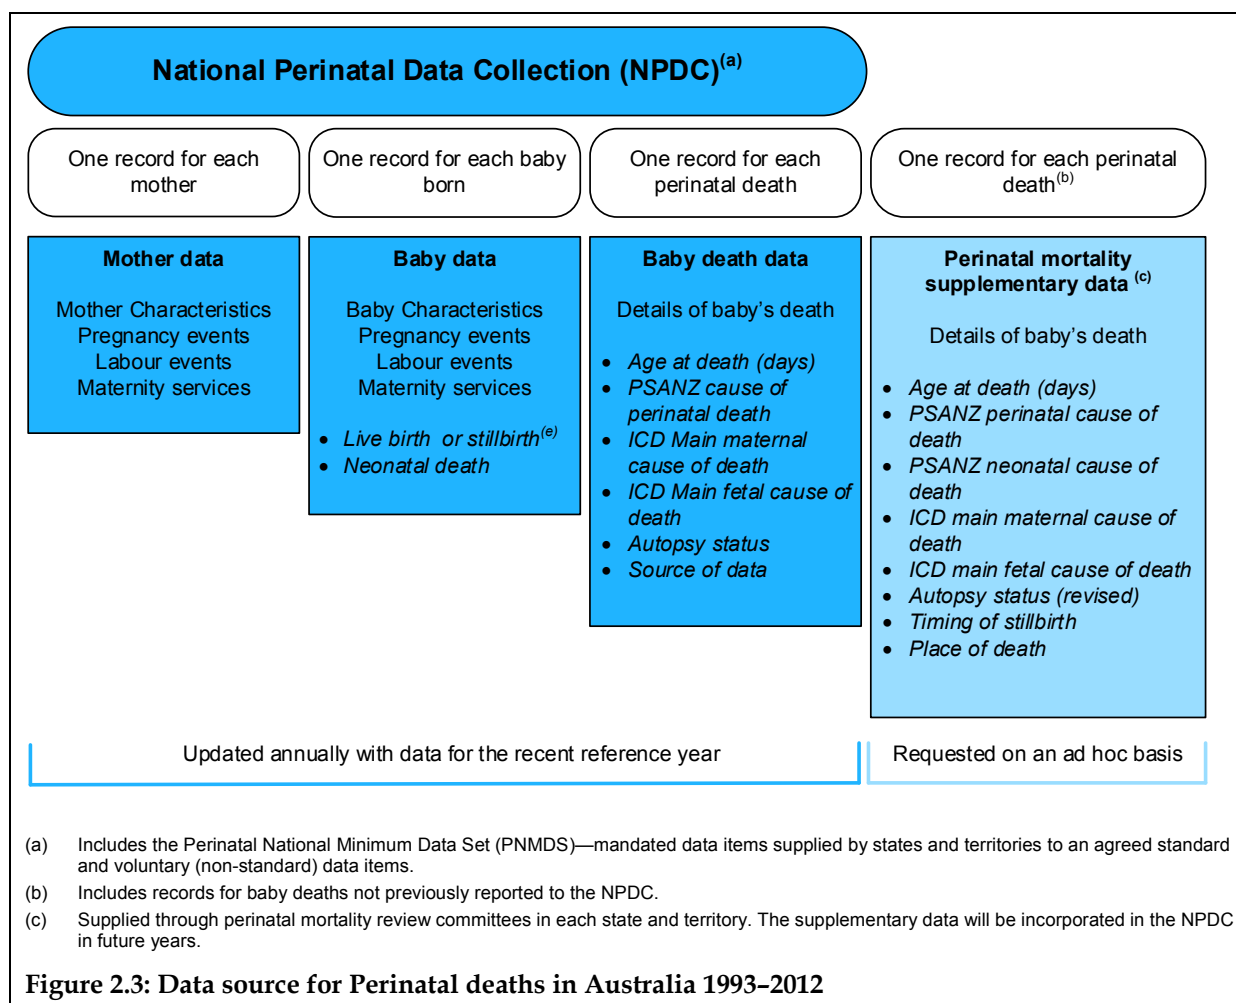 National Perinatal Data Collection (NPDC)(a)
One record for each
mother
One record for each baby
born
One record for each
perinatal death
One record for each perinatal
death(b)
Mother data
Mother Characteristics
Pregnancy events
Labour events
Maternity services
Baby data
Baby Characteristics
Pregnancy events
Labour events
Maternity services
• Live birth or stillbirth(e)
• Neonatal death
Baby death data
Details of baby's death
• Age at death (days)
• PSANZ cause of
perinatal death
• ICD Main maternal
cause of death
• ICD Main fetal cause of
death
• Autopsy status
• Source of data
Perinatal mortality
supplementary data (c)
Details of baby's death
• Age at death (days)
• PSANZ perinatal cause of
death
• PSANZ neonatal cause of
death
• ICD main maternal cause of
death
• ICD main fetal cause of death
• Autopsy status (revised)
• Timing of stillbirth
• Place of death
Updated annually with data for the recent reference year
Requested on an ad hoc basis
(a) Includes the Perinatal National Minimum Data Set (PNMDS)—mandated data items supplied by states and territories to an agreed standard
and voluntary (non-standard) data items.
(b) Includes records for baby deaths not previously reported to the NPDC.
(c) Supplied through perinatal mortality review committees in each state and territory. The supplementary data will be incorporated in the NPDC
in future years.
Figure 2.3: Data source for Perinatal deaths in Australia 1993–2012